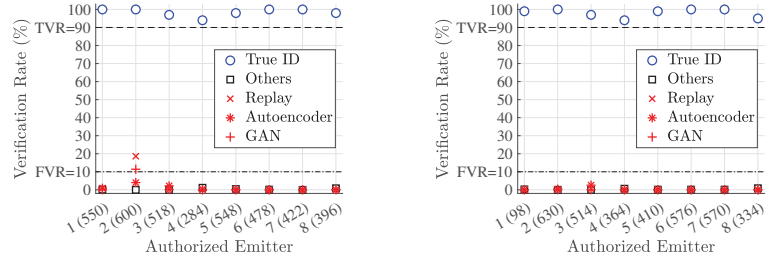 100
TVR=90
80
70
60
50
40
30
20
FVR=10
0
Verification Rate (%)
True ID
Others
Replay
Autoencoder
GAN
1 (550)
2 (600)
3 (518)
4 (284)
5 (548)
6 (478)
7 (422)
8 (396)
Authorized Emitter
100
TVR=90
80
70
60
50
40
30
20
FVR=10
0
Verification Rate (%)
True ID
Others
Replay
Autoencoder
GAN
1 (98)
2 (630)
3 (514)
4 (364)
5 (410)
6 (576)
7 (570)
8 (334)
Authorized Emitter